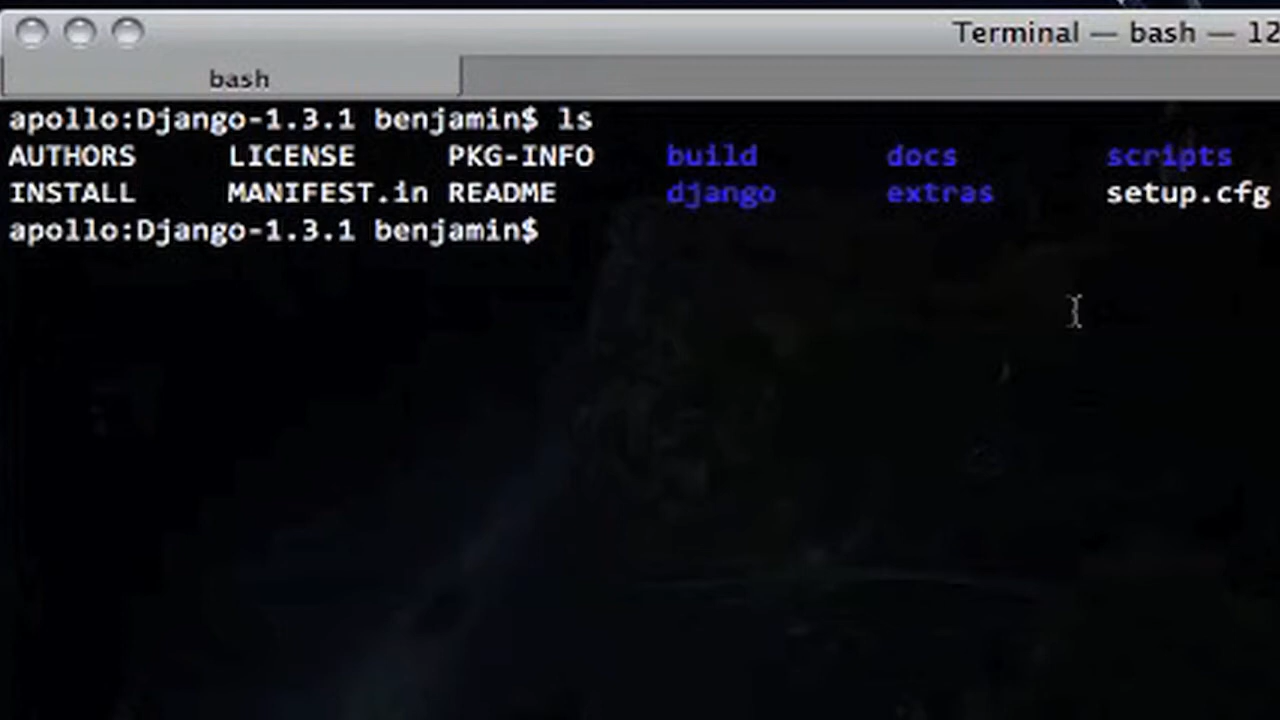 Terminal — bash — 12
bash
apollo:Django-1.3.1 benjamin$ ls
AUTHORS LICENSE PKG-INFO build docs scripts
INSTALL MANIFEST.in README django extras setup.cfg
apollo:Django-1.3.1 benjamin$